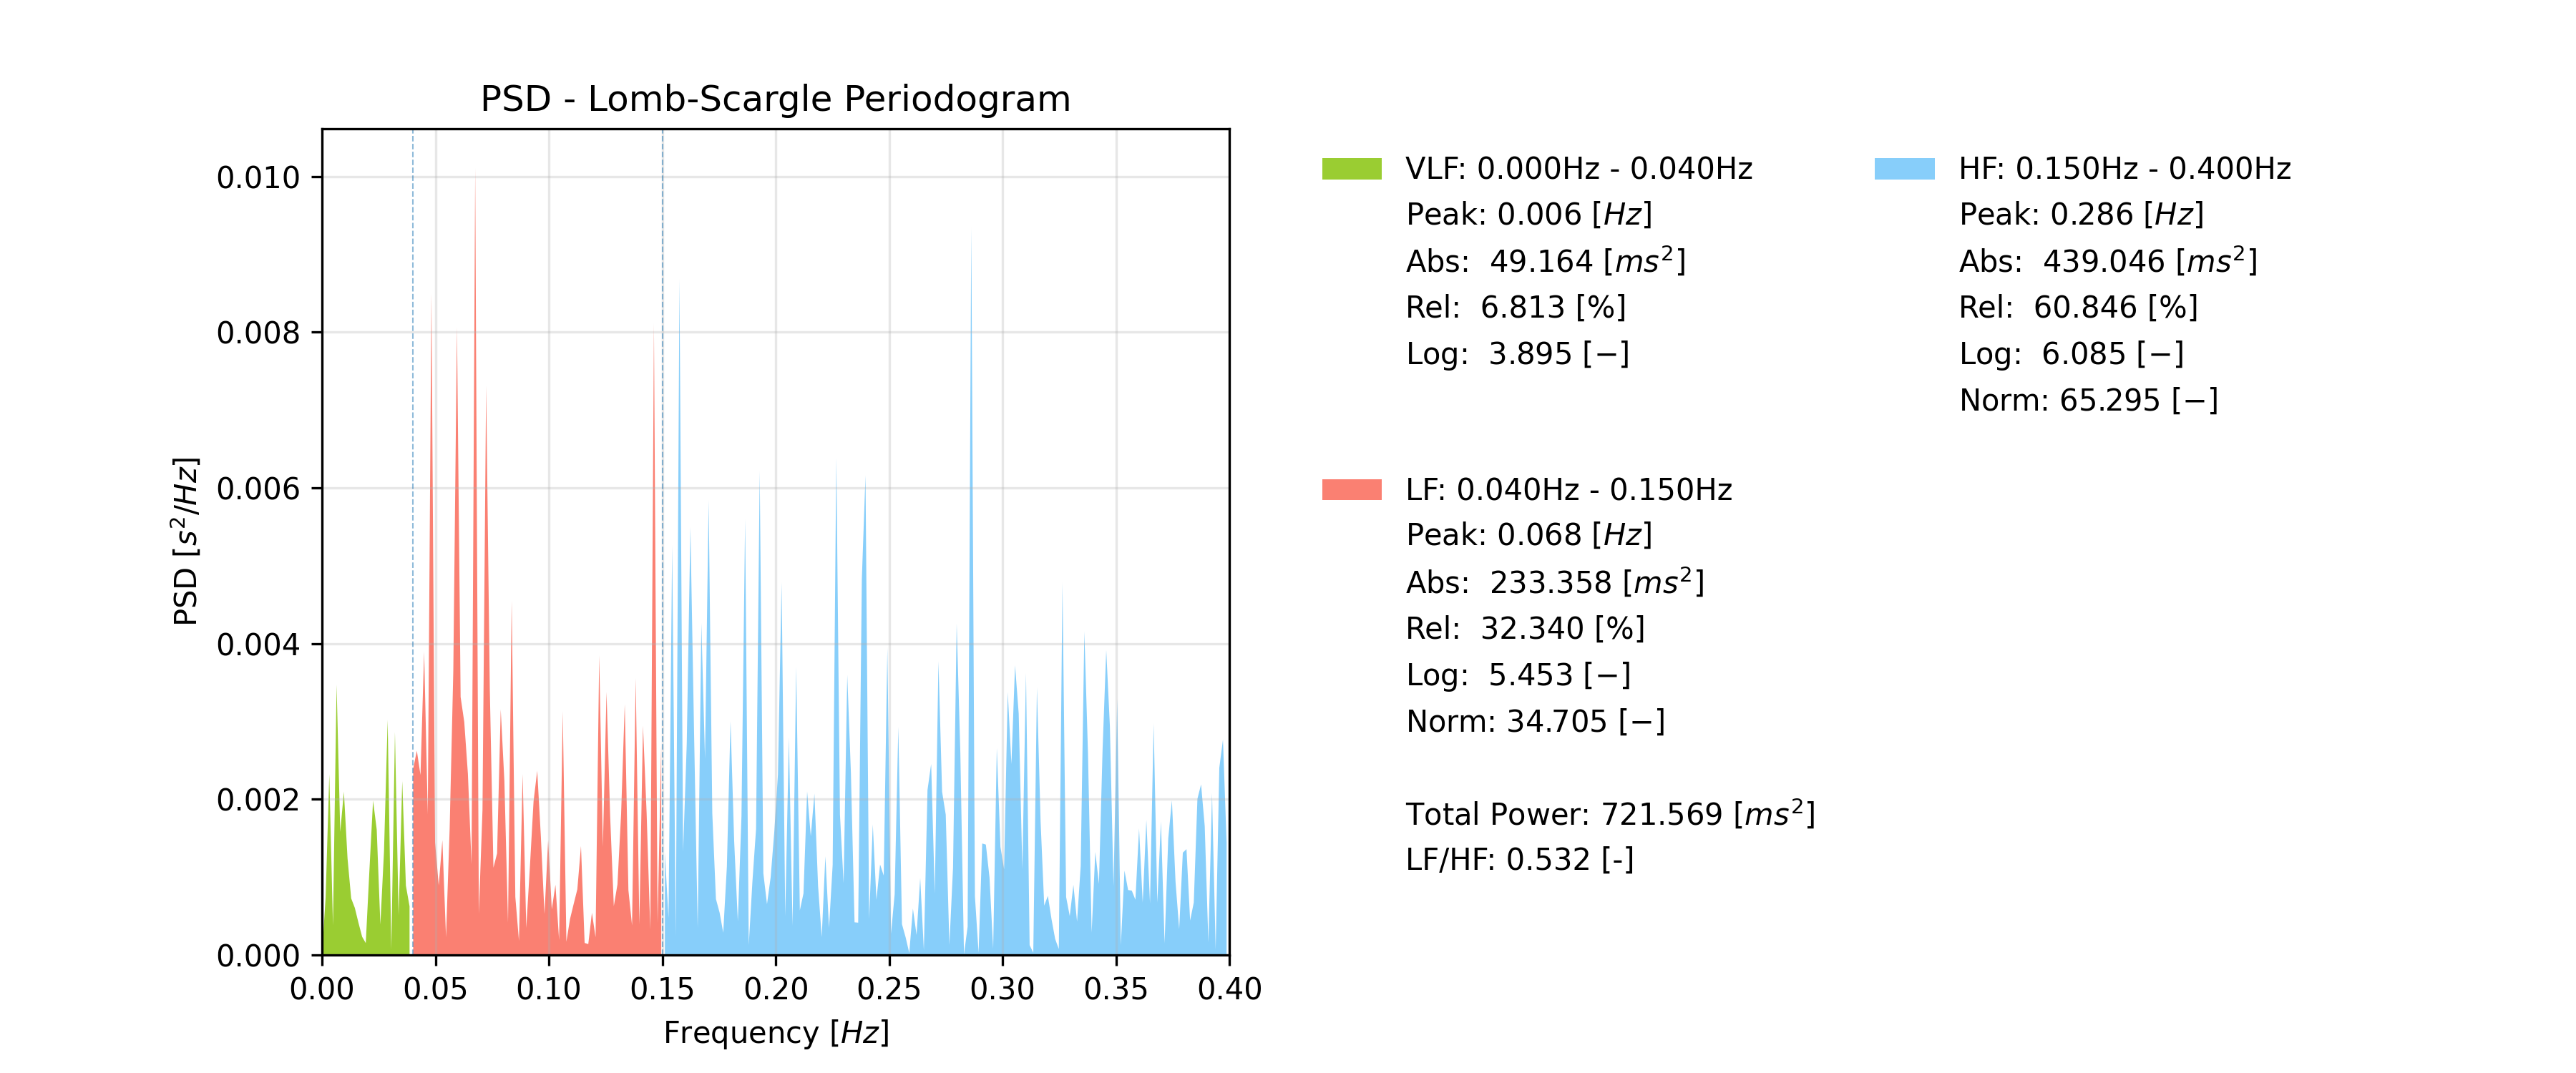 PSD - Lomb-Scargle Periodogram
0.010
0.008
0.006
0.004
0.002
0.000
PSD [s²/Hz]
0.00 0.05 0.10 0.15 0.20 0.25 0.30 0.35 0.40
Frequency [Hz]
VLF: 0.000Hz - 0.040Hz
Peak: 0.006 [Hz]
Abs: 49.164 [ms²]
Rel: 6.813 [%]
Log: 3.895 [−]
LF: 0.040Hz - 0.150Hz
Peak: 0.068 [Hz]
Abs: 233.358 [ms²]
Rel: 32.340 [%]
Log: 5.453 [−]
Norm: 34.705 [−]
Total Power: 721.569 [ms²]
LF/HF: 0.532 [-]
HF: 0.150Hz - 0.400Hz
Peak: 0.286 [Hz]
Abs: 439.046 [ms²]
Rel: 60.846 [%]
Log: 6.085 [−]
Norm: 65.295 [−]